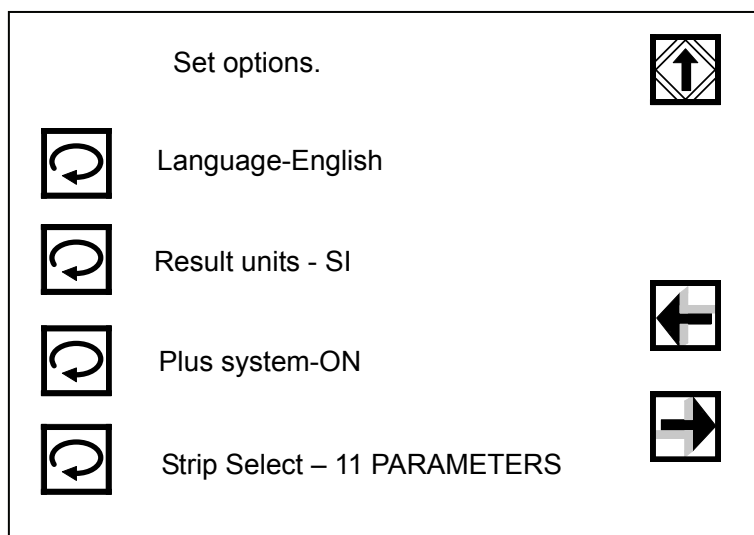 Set options.
Language-English
Result units - SI
Plus system-ON
Strip Select – 11 PARAMETERS